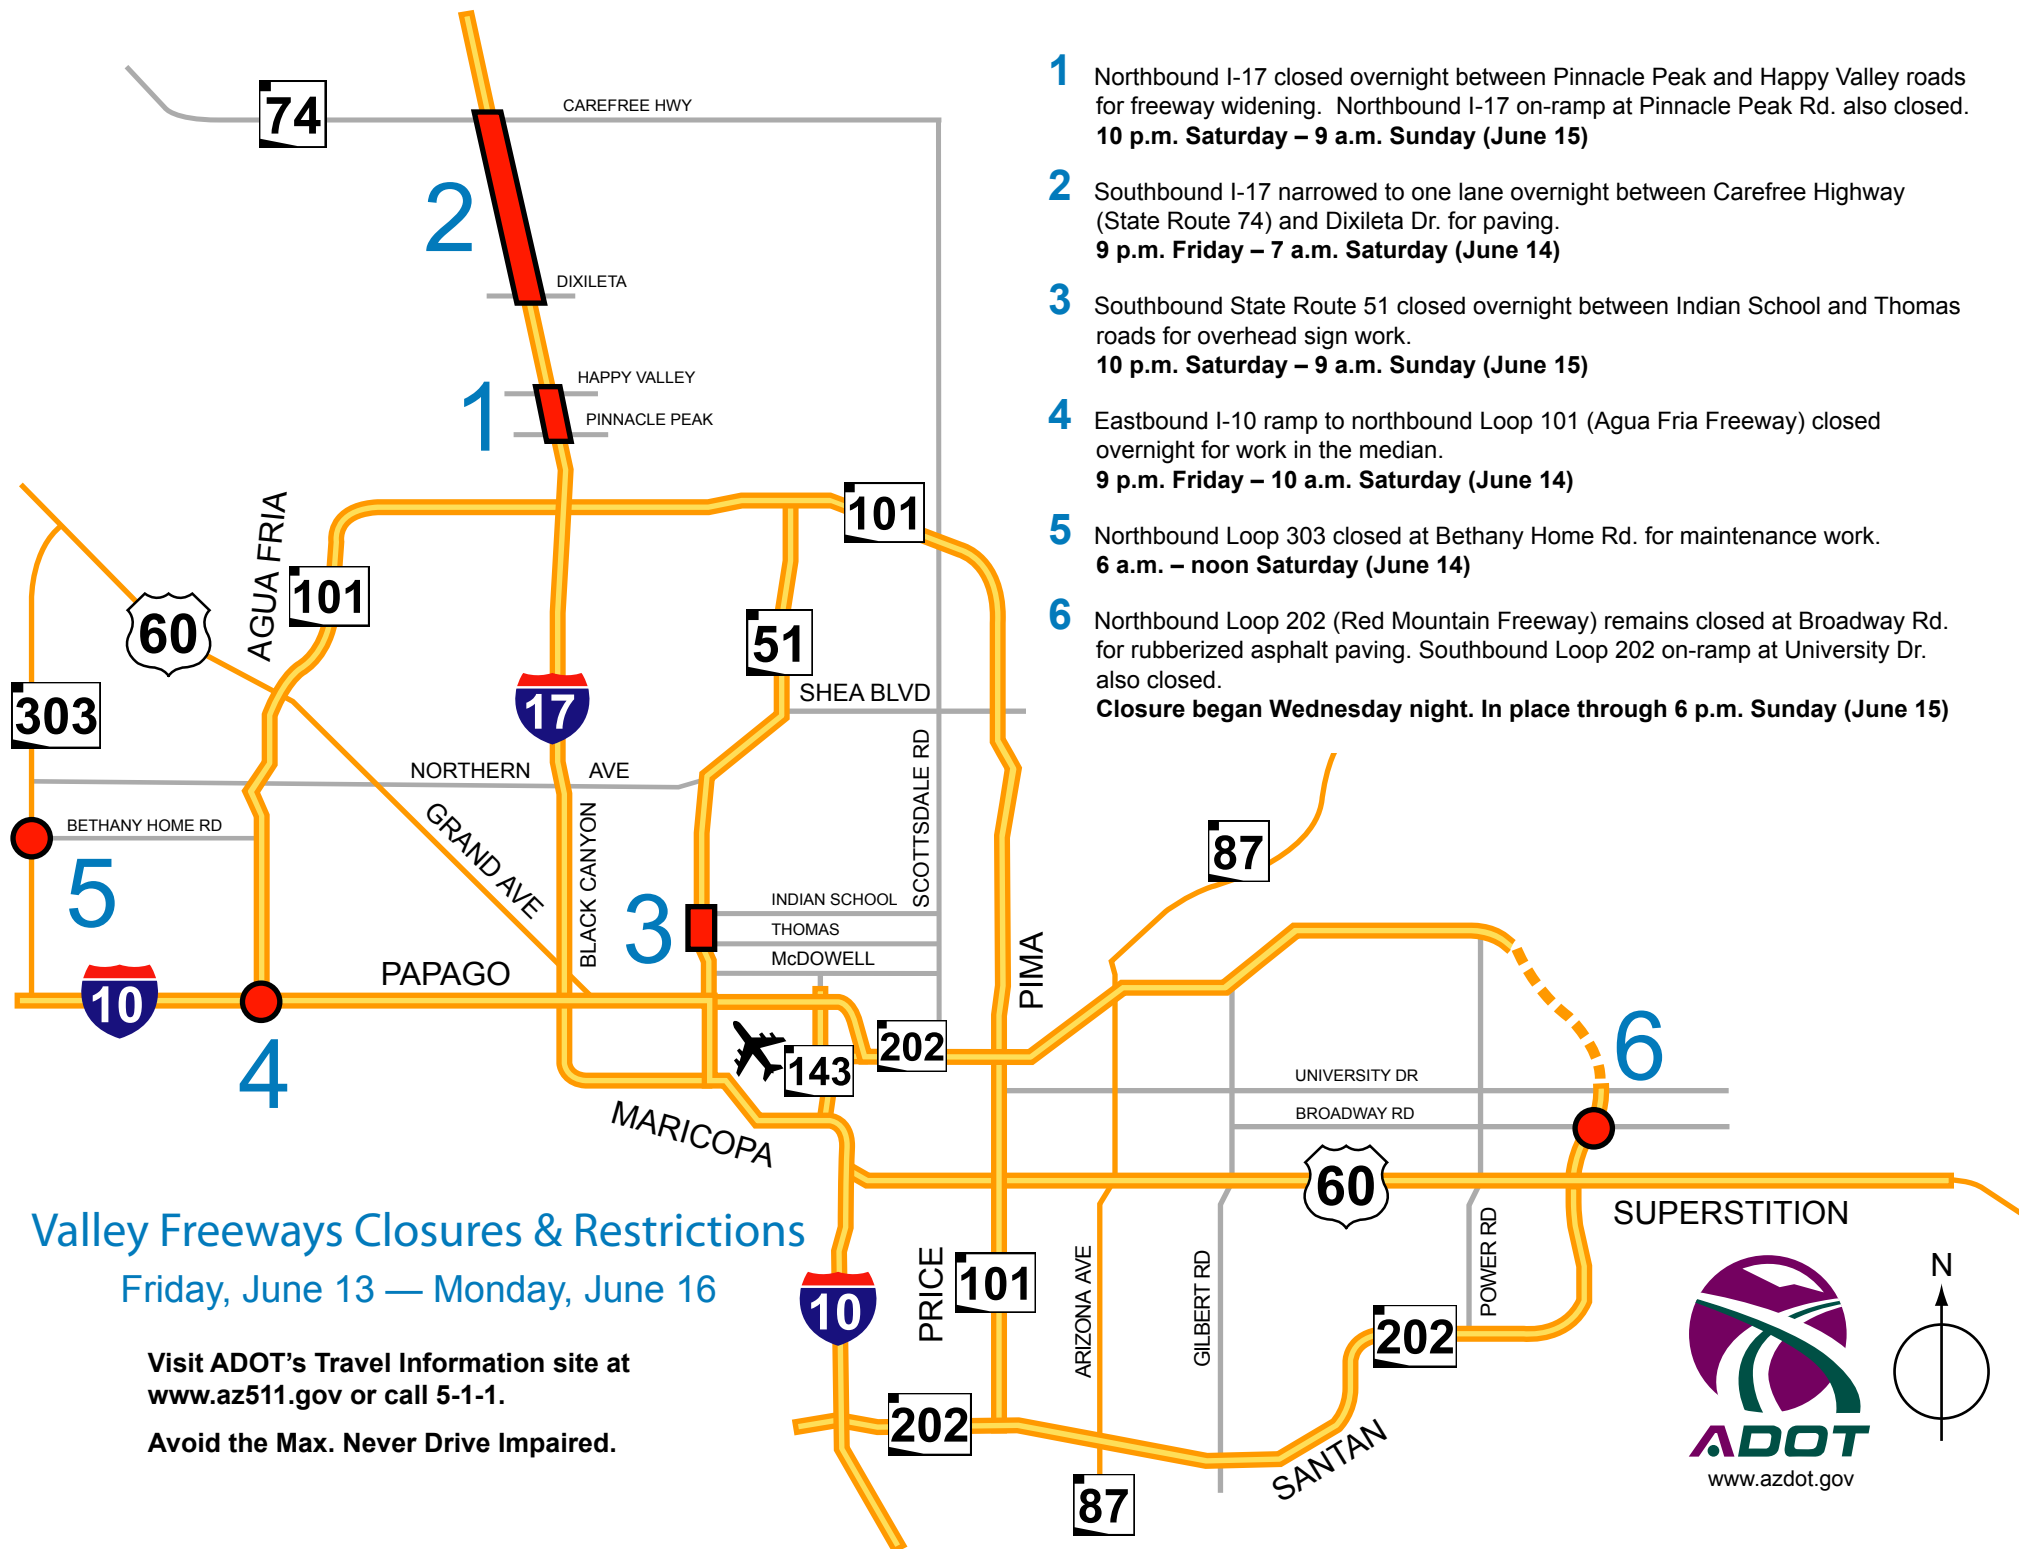 1 Northbound I-17 closed overnight between Pinnacle Peak and Happy Valley roads
for freeway widening.  Northbound I-17 on-ramp at Pinnacle Peak Rd. also closed.
10 p.m. Saturday – 9 a.m. Sunday (June 15)
2 Southbound I-17 narrowed to one lane overnight between Carefree Highway
(State Route 74) and Dixileta Dr. for paving.
9 p.m. Friday – 7 a.m. Saturday (June 14)
3 Southbound State Route 51 closed overnight between Indian School and Thomas
roads for overhead sign work.
10 p.m. Saturday – 9 a.m. Sunday (June 15)
4 Eastbound I-10 ramp to northbound Loop 101 (Agua Fria Freeway) closed
overnight for work in the median.
9 p.m. Friday – 10 a.m. Saturday (June 14)
5 Northbound Loop 303 closed at Bethany Home Rd. for maintenance work.
6 a.m. – noon Saturday (June 14)
6 Northbound Loop 202 (Red Mountain Freeway) remains closed at Broadway Rd.
for rubberized asphalt paving. Southbound Loop 202 on-ramp at University Dr.
also closed.
Closure began Wednesday night. In place through 6 p.m. Sunday (June 15)
74
CAREFREE HWY
2
DIXILETA
HAPPY VALLEY
1
PINNACLE PEAK
AGUA FRIA
101
101
60
51
303
17
SHEA BLVD
SCOTTSDALE RD
NORTHERN AVE
GRAND AVE
BLACK CANYON
BETHANY HOME RD
5
87
3
INDIAN SCHOOL
THOMAS
McDOWELL
PAPAGO
PIMA
10
4
202
143
6
UNIVERSITY DR
BROADWAY RD
MARICOPA
60
SUPERSTITION
PRICE
101
10
ARIZONA AVE
GILBERT RD
POWER RD
202
202
SANTAN
87
Valley Freeways Closures & Restrictions
Friday, June 13 — Monday, June 16
Visit ADOT’s Travel Information site at
www.az511.gov or call 5-1-1.
Avoid the Max. Never Drive Impaired.
N
ADOT
www.azdot.gov